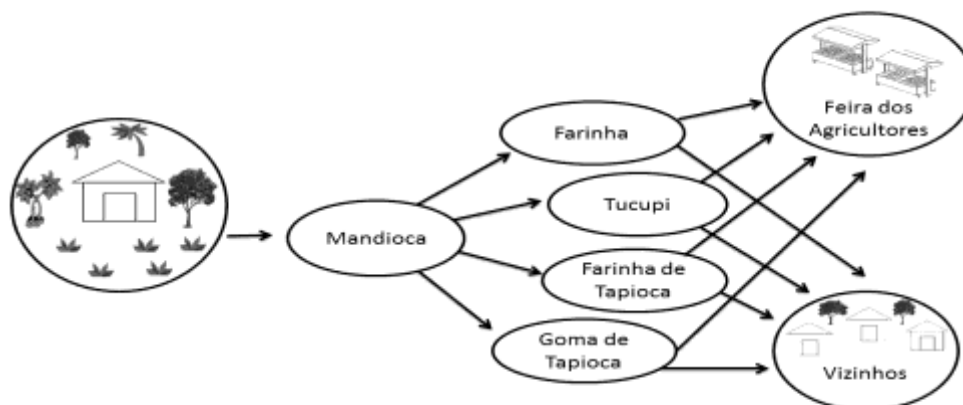 Mandioca
Farinha
Tucupi
Farinha de
Tapioca
Goma de
Tapioca
Feira dos
Agricultores
Vizinhos